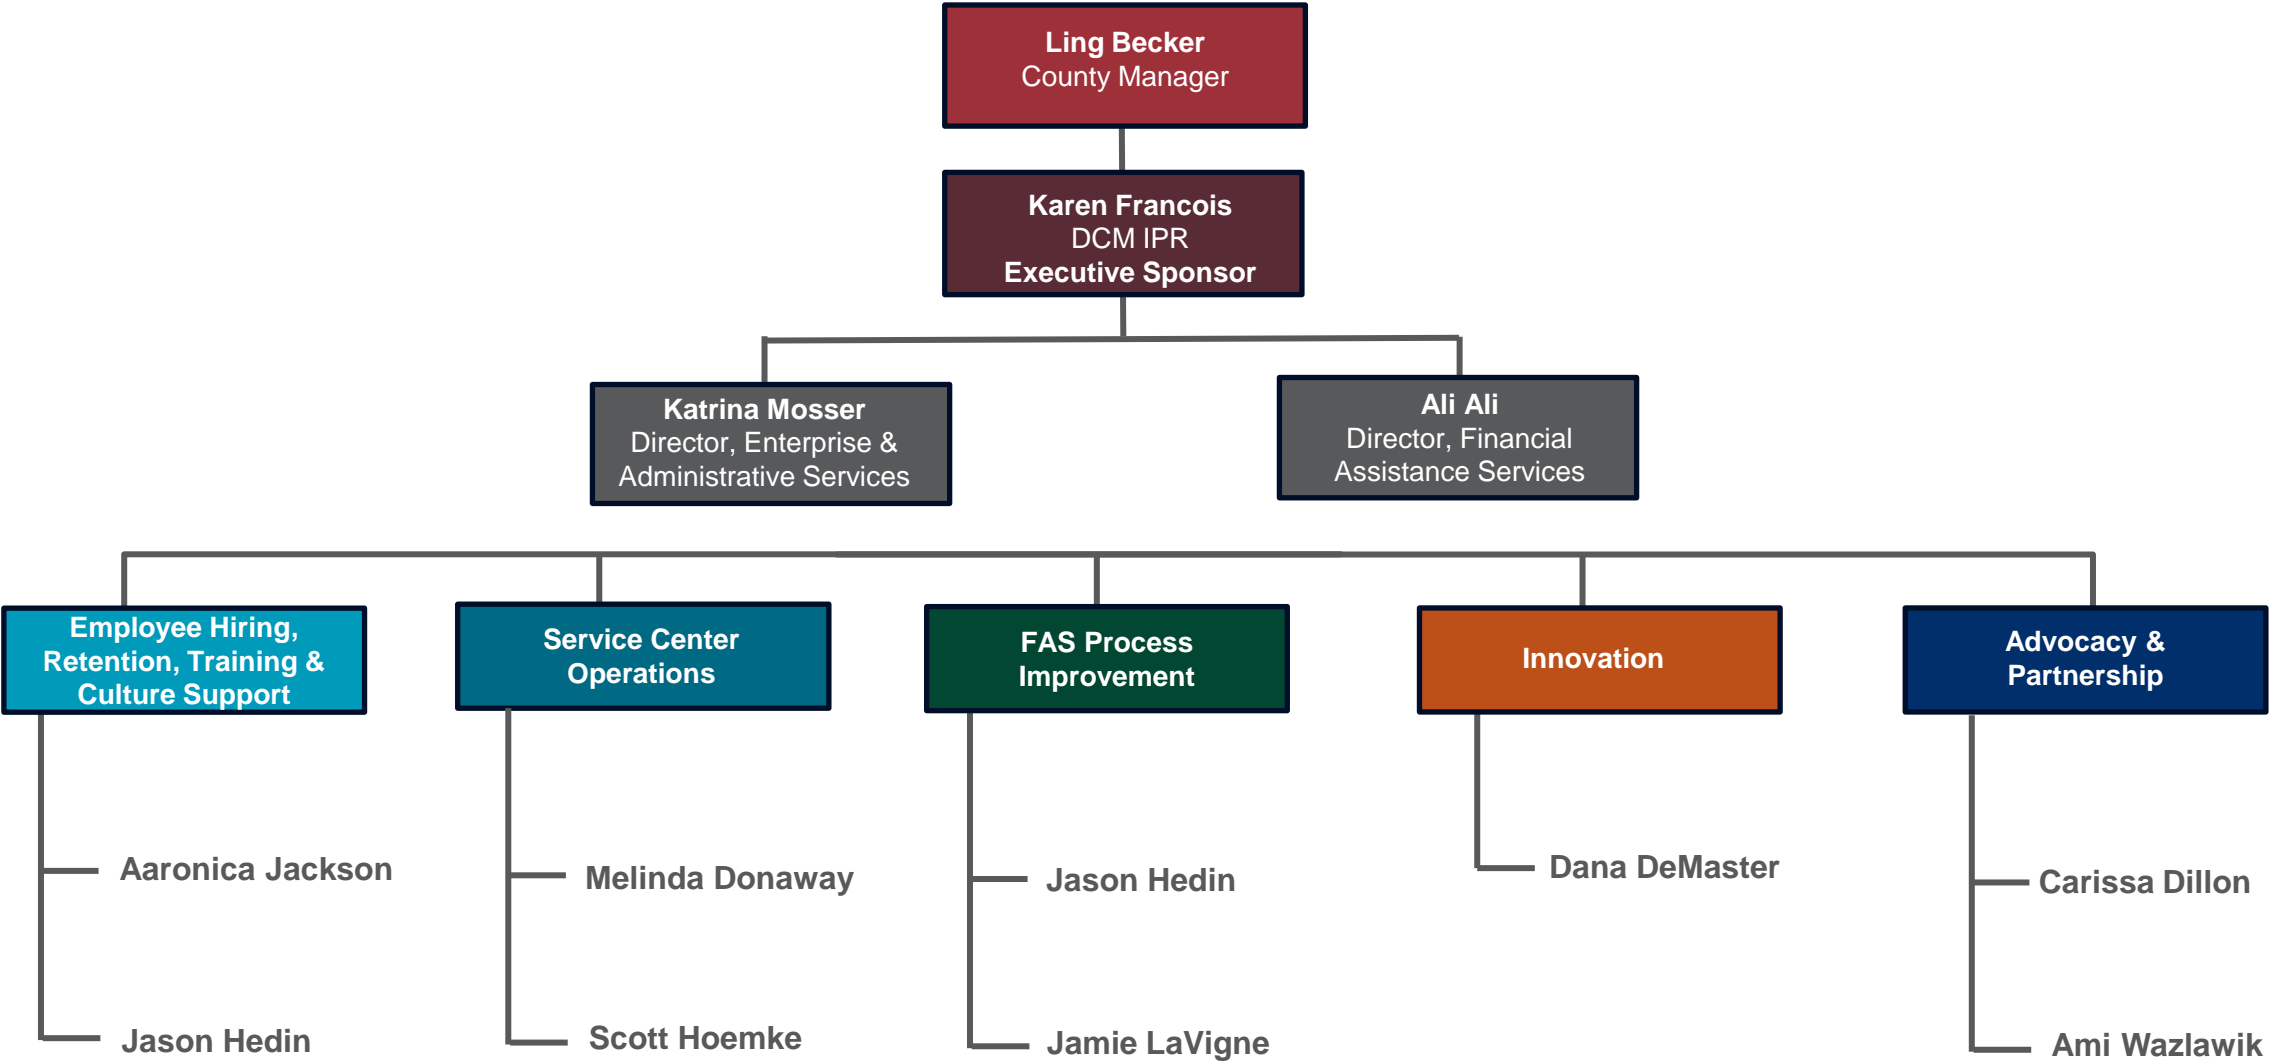 Ling Becker
County Manager
Karen Francois
DCM IPR
Executive Sponsor
Katrina Mosser
Director, Enterprise &
Administrative Services
Ali Ali
Director, Financial
Assistance Services
Employee Hiring,
Retention, Training &
Culture Support
Service Center
Operations
FAS Process
Improvement
Innovation
Advocacy &
Partnership
Aaronica Jackson
Melinda Donaway
Jason Hedin
Dana DeMaster
Carissa Dillon
Jason Hedin
Scott Hoemke
Jamie LaVigne
Ami Wazlawik